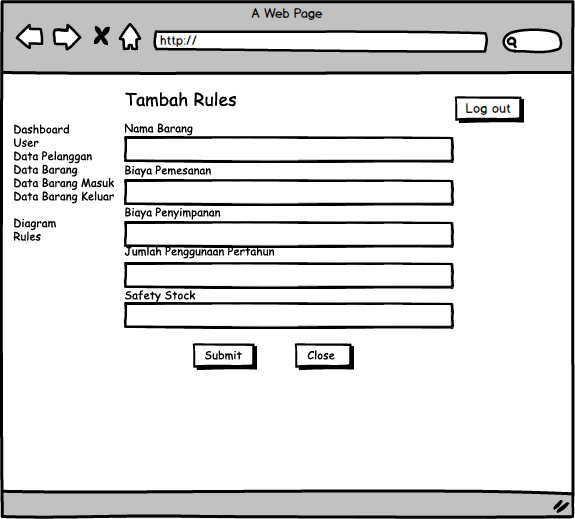 A Web Page
http://
Tambah Rules
Log out
Dashboard
User
Data Pelanggan
Data Barang
Data Barang Masuk
Data Barang Keluar
Diagram
Rules
Nama Barang
Biaya Pemesanan
Biaya Penyimpanan
Jumlah Penggunaan Pertahun
Safety Stock
Submit
Close